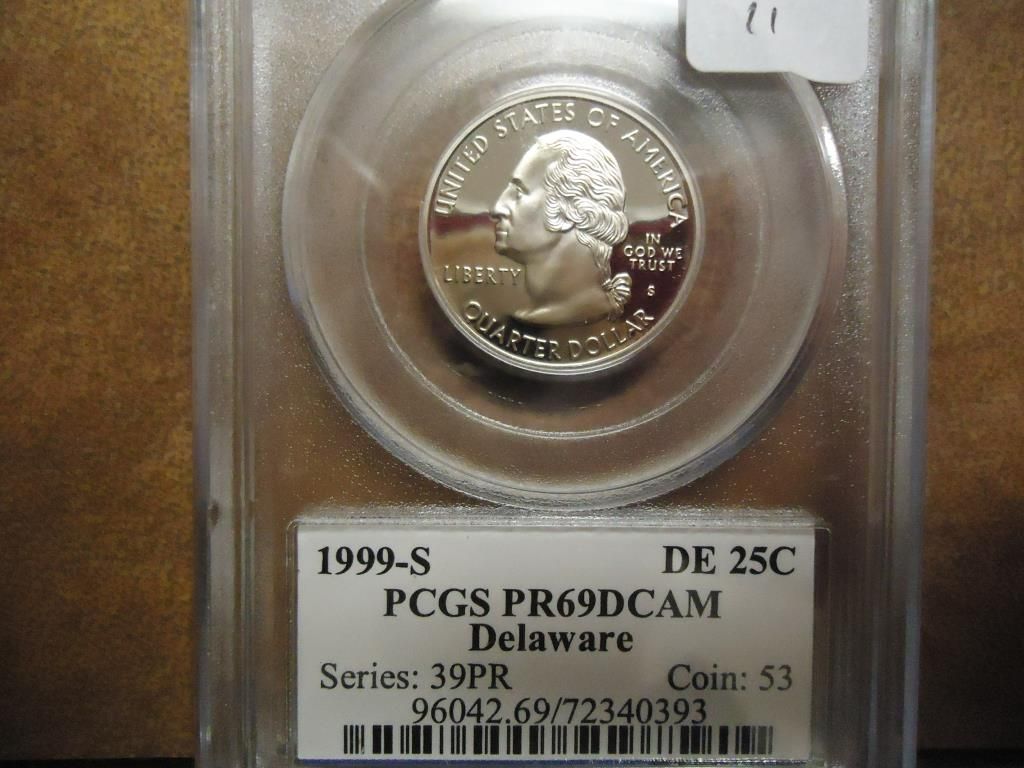 11
UNITED STATES OF AMERICA
IN
GOD WE
TRUST
LIBERTY
S
QUARTER DOLLAR
1999-S DE 25C
PCGS PR69DCAM
Delaware
Series: 39PR Coin: 53
96042.69/72340393